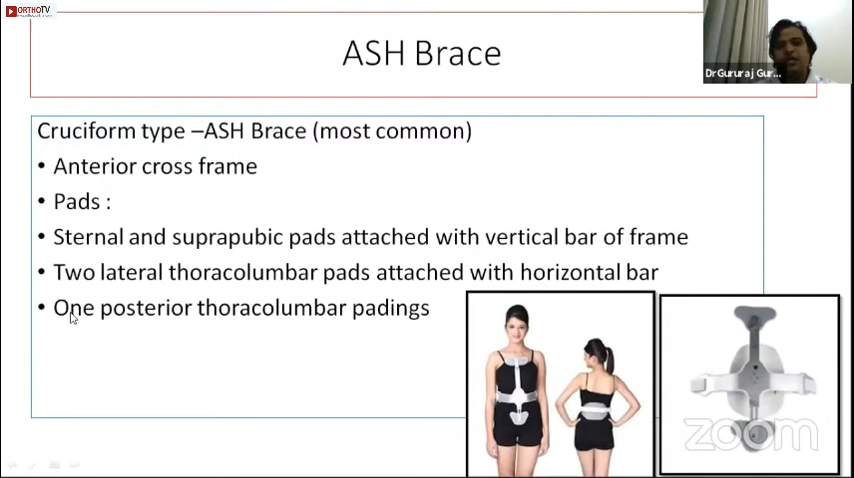 ORTHOTV
ASH Brace
Dr Gururaj Gur...
Cruciform type –ASH Brace (most common)
• Anterior cross frame
• Pads :
• Sternal and suprapubic pads attached with vertical bar of frame
• Two lateral thoracolumbar pads attached with horizontal bar
• One posterior thoracolumbar padings
zoom